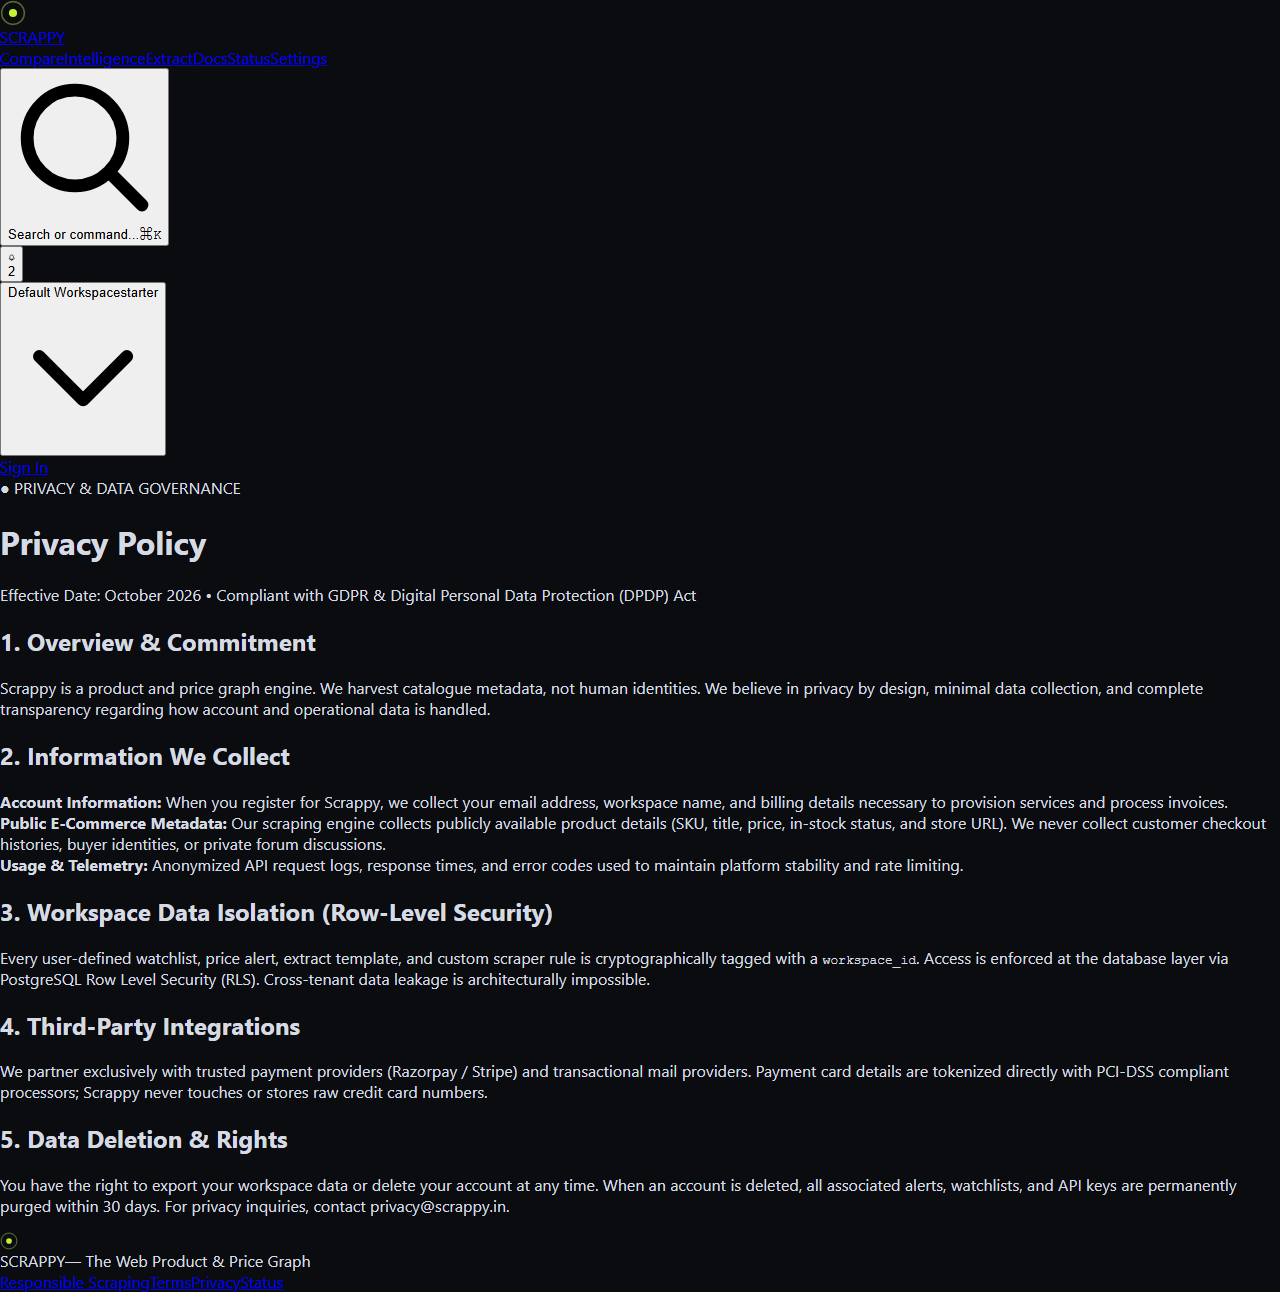 SCRAPPY
CompareIntelligenceExtractDocsStatusSettings
Search or command...⌘K
2
Default Workspacestarter
Sign In
● PRIVACY & DATA GOVERNANCE
Privacy Policy
Effective Date: October 2026 • Compliant with GDPR & Digital Personal Data Protection (DPDP) Act
1. Overview & Commitment
Scrappy is a product and price graph engine. We harvest catalogue metadata, not human identities. We believe in privacy by design, minimal data collection, and complete
transparency regarding how account and operational data is handled.
2. Information We Collect
Account Information: When you register for Scrappy, we collect your email address, workspace name, and billing details necessary to provision services and process invoices.
Public E-Commerce Metadata: Our scraping engine collects publicly available product details (SKU, title, price, in-stock status, and store URL). We never collect customer checkout
histories, buyer identities, or private forum discussions.
Usage & Telemetry: Anonymized API request logs, response times, and error codes used to maintain platform stability and rate limiting.
3. Workspace Data Isolation (Row-Level Security)
Every user-defined watchlist, price alert, extract template, and custom scraper rule is cryptographically tagged with a workspace_id. Access is enforced at the database layer via
PostgreSQL Row Level Security (RLS). Cross-tenant data leakage is architecturally impossible.
4. Third-Party Integrations
We partner exclusively with trusted payment providers (Razorpay / Stripe) and transactional mail providers. Payment card details are tokenized directly with PCI-DSS compliant
processors; Scrappy never touches or stores raw credit card numbers.
5. Data Deletion & Rights
You have the right to export your workspace data or delete your account at any time. When an account is deleted, all associated alerts, watchlists, and API keys are permanently
purged within 30 days. For privacy inquiries, contact privacy@scrappy.in.
SCRAPPY— The Web Product & Price Graph
Responsible ScrapingTermsPrivacyStatus